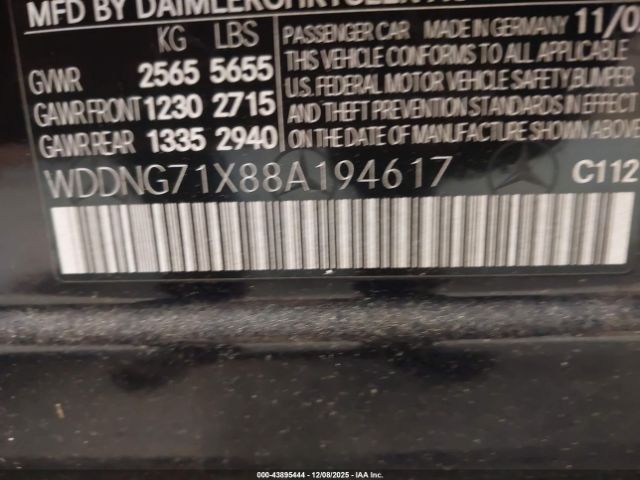 MFD BY DAIMLERCHRYSLER AG
KG LBS
GVWR 2565 5655
GAWR FRONT 1230 2715
GAWR REAR 1335 2940
PASSENGER CAR MADE IN GERMANY 11/0
THIS VEHICLE CONFORMS TO ALL APPLICABLE
U.S. FEDERAL MOTOR VEHICLE SAFETY, BUMPER
AND THEFT PREVENTION STANDARDS IN EFFECT
ON THE DATE OF MANUFACTURE SHOWN ABOVE
WDDNG71X88A194617 C112
000-43895444 - 12/08/2025 - IAA Inc.